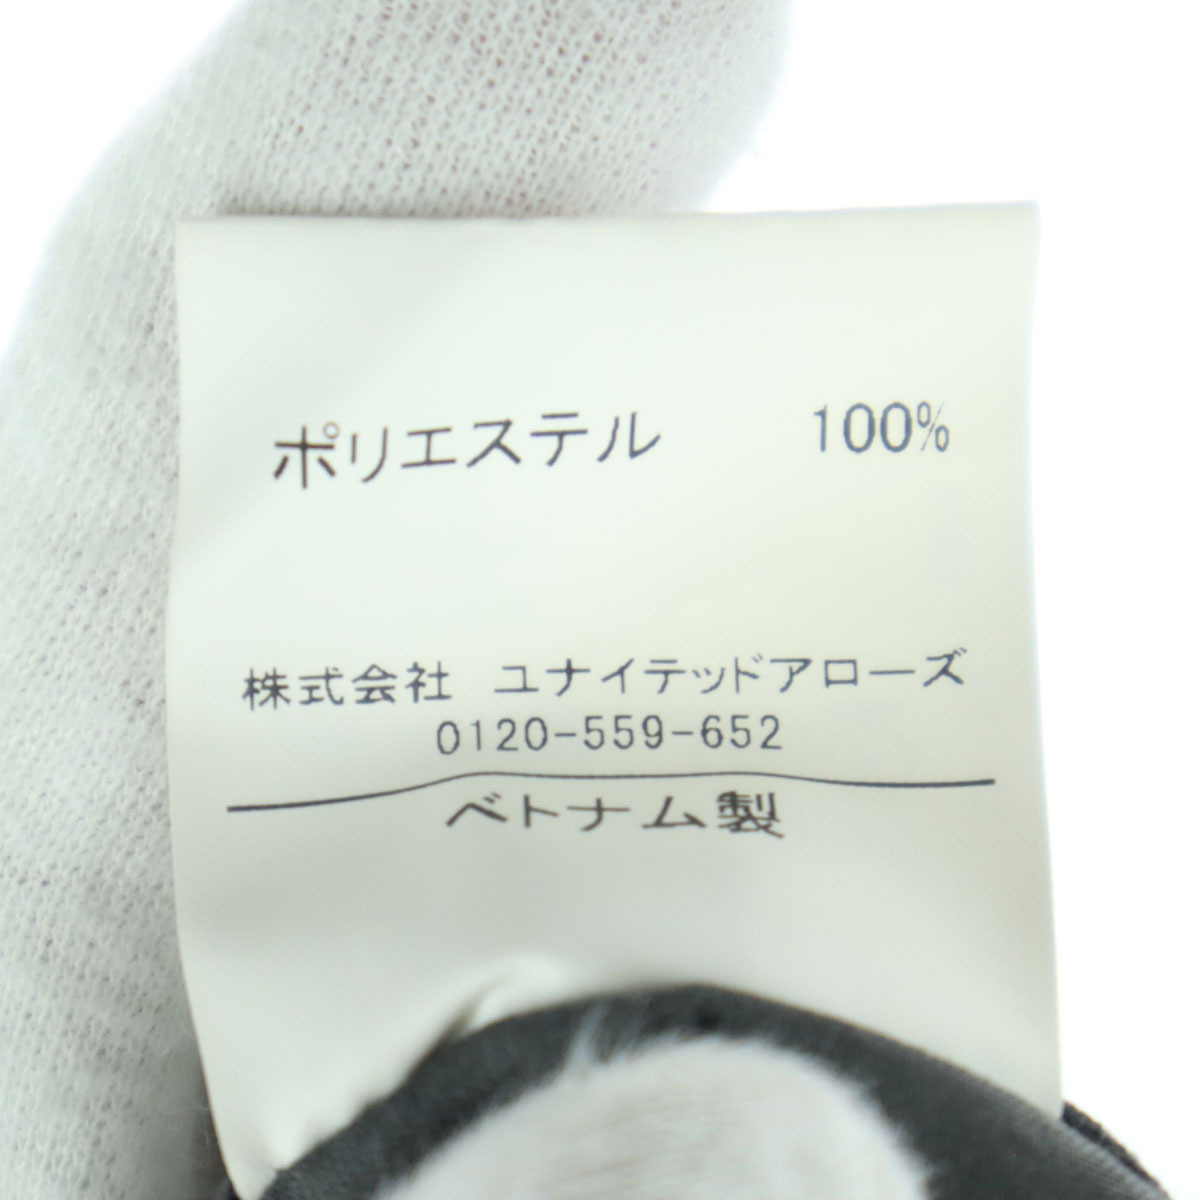 ポリエステル 100%
株式会社 ユナイテッドアローズ
0120-559-652
ベトナム製